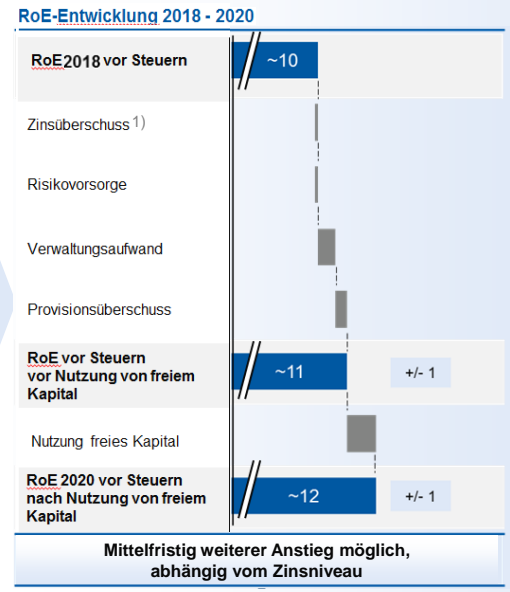 RoE-Entwicklung 2018 - 2020
RoE2018 vor Steuern
~10
Zinsüberschuss 1)
Risikovorsorge
Verwaltungsaufwand
Provisionsüberschuss
RoE vor Steuern
vor Nutzung von freiem
Kapital
~11
+/- 1
Nutzung freies Kapital
RoE 2020 vor Steuern
nach Nutzung von freiem
Kapital
~12
+/- 1
Mittelfristig weiterer Anstieg möglich,
abhängig vom Zinsniveau